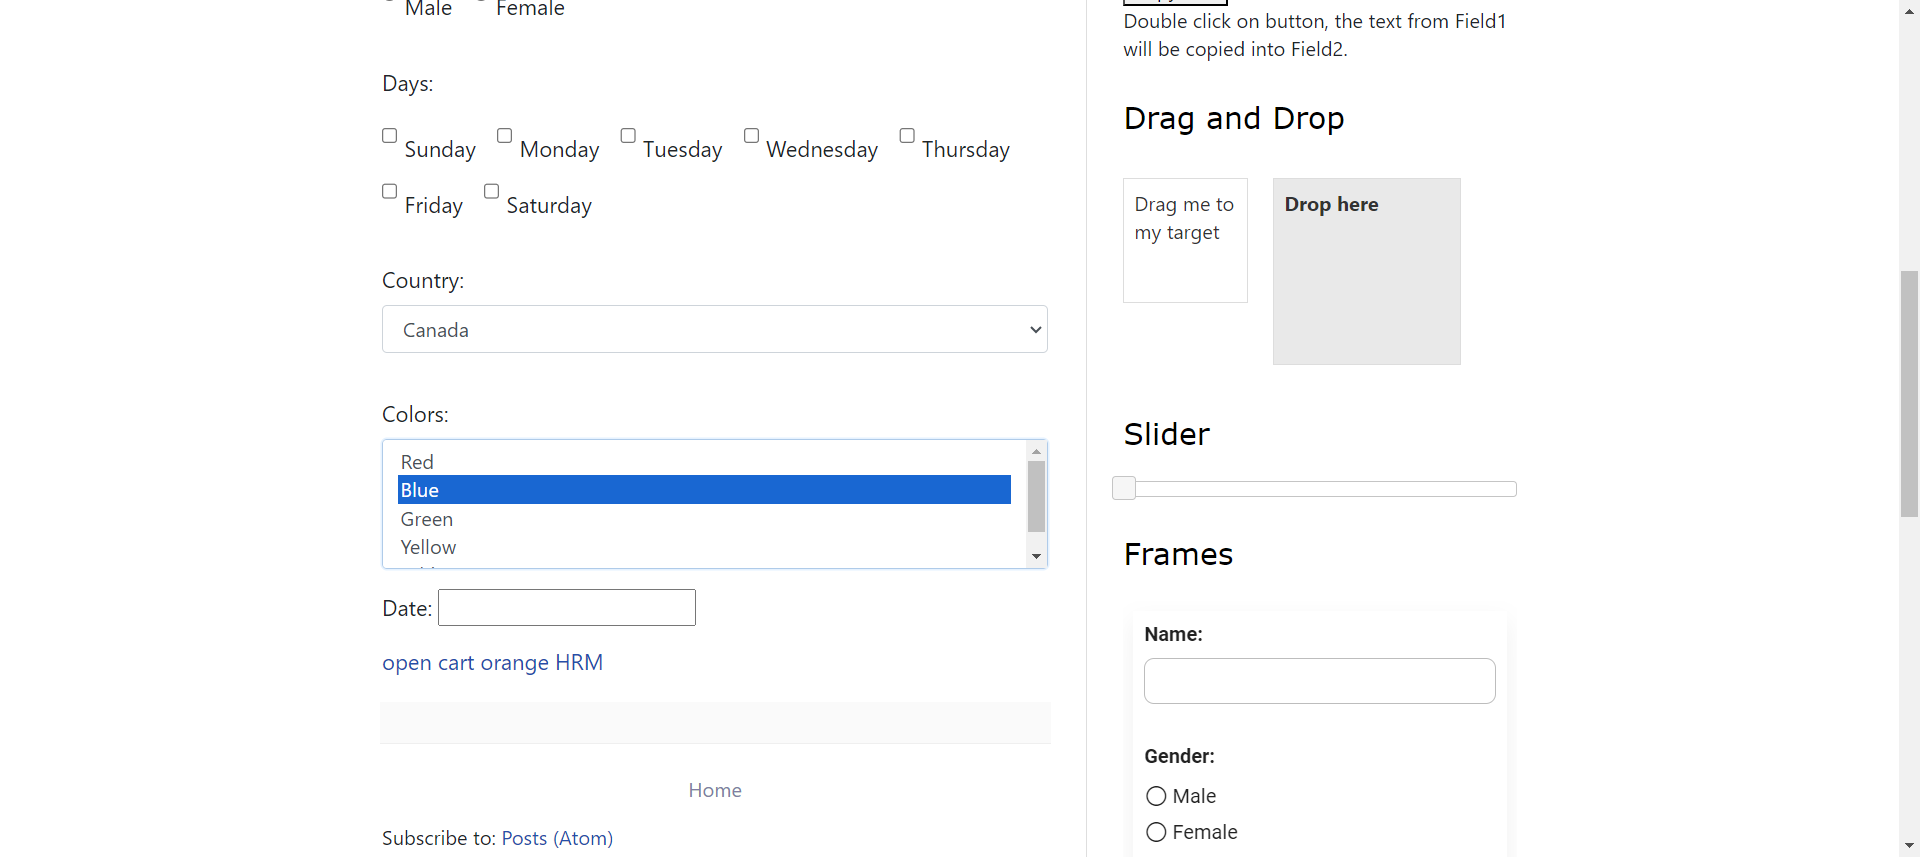 Male Female
Days:
Sunday Monday Tuesday Wednesday Thursday
Friday Saturday
Country:
Canada
Colors:
Red
Blue
Green
Yellow
Date:
open cart orange HRM
Home
Subscribe to: Posts (Atom)
Double click on button, the text from Field1
will be copied into Field2.
Drag and Drop
Drag me to
my target
Drop here
Slider
Frames
Name:
Gender:
Male
Female